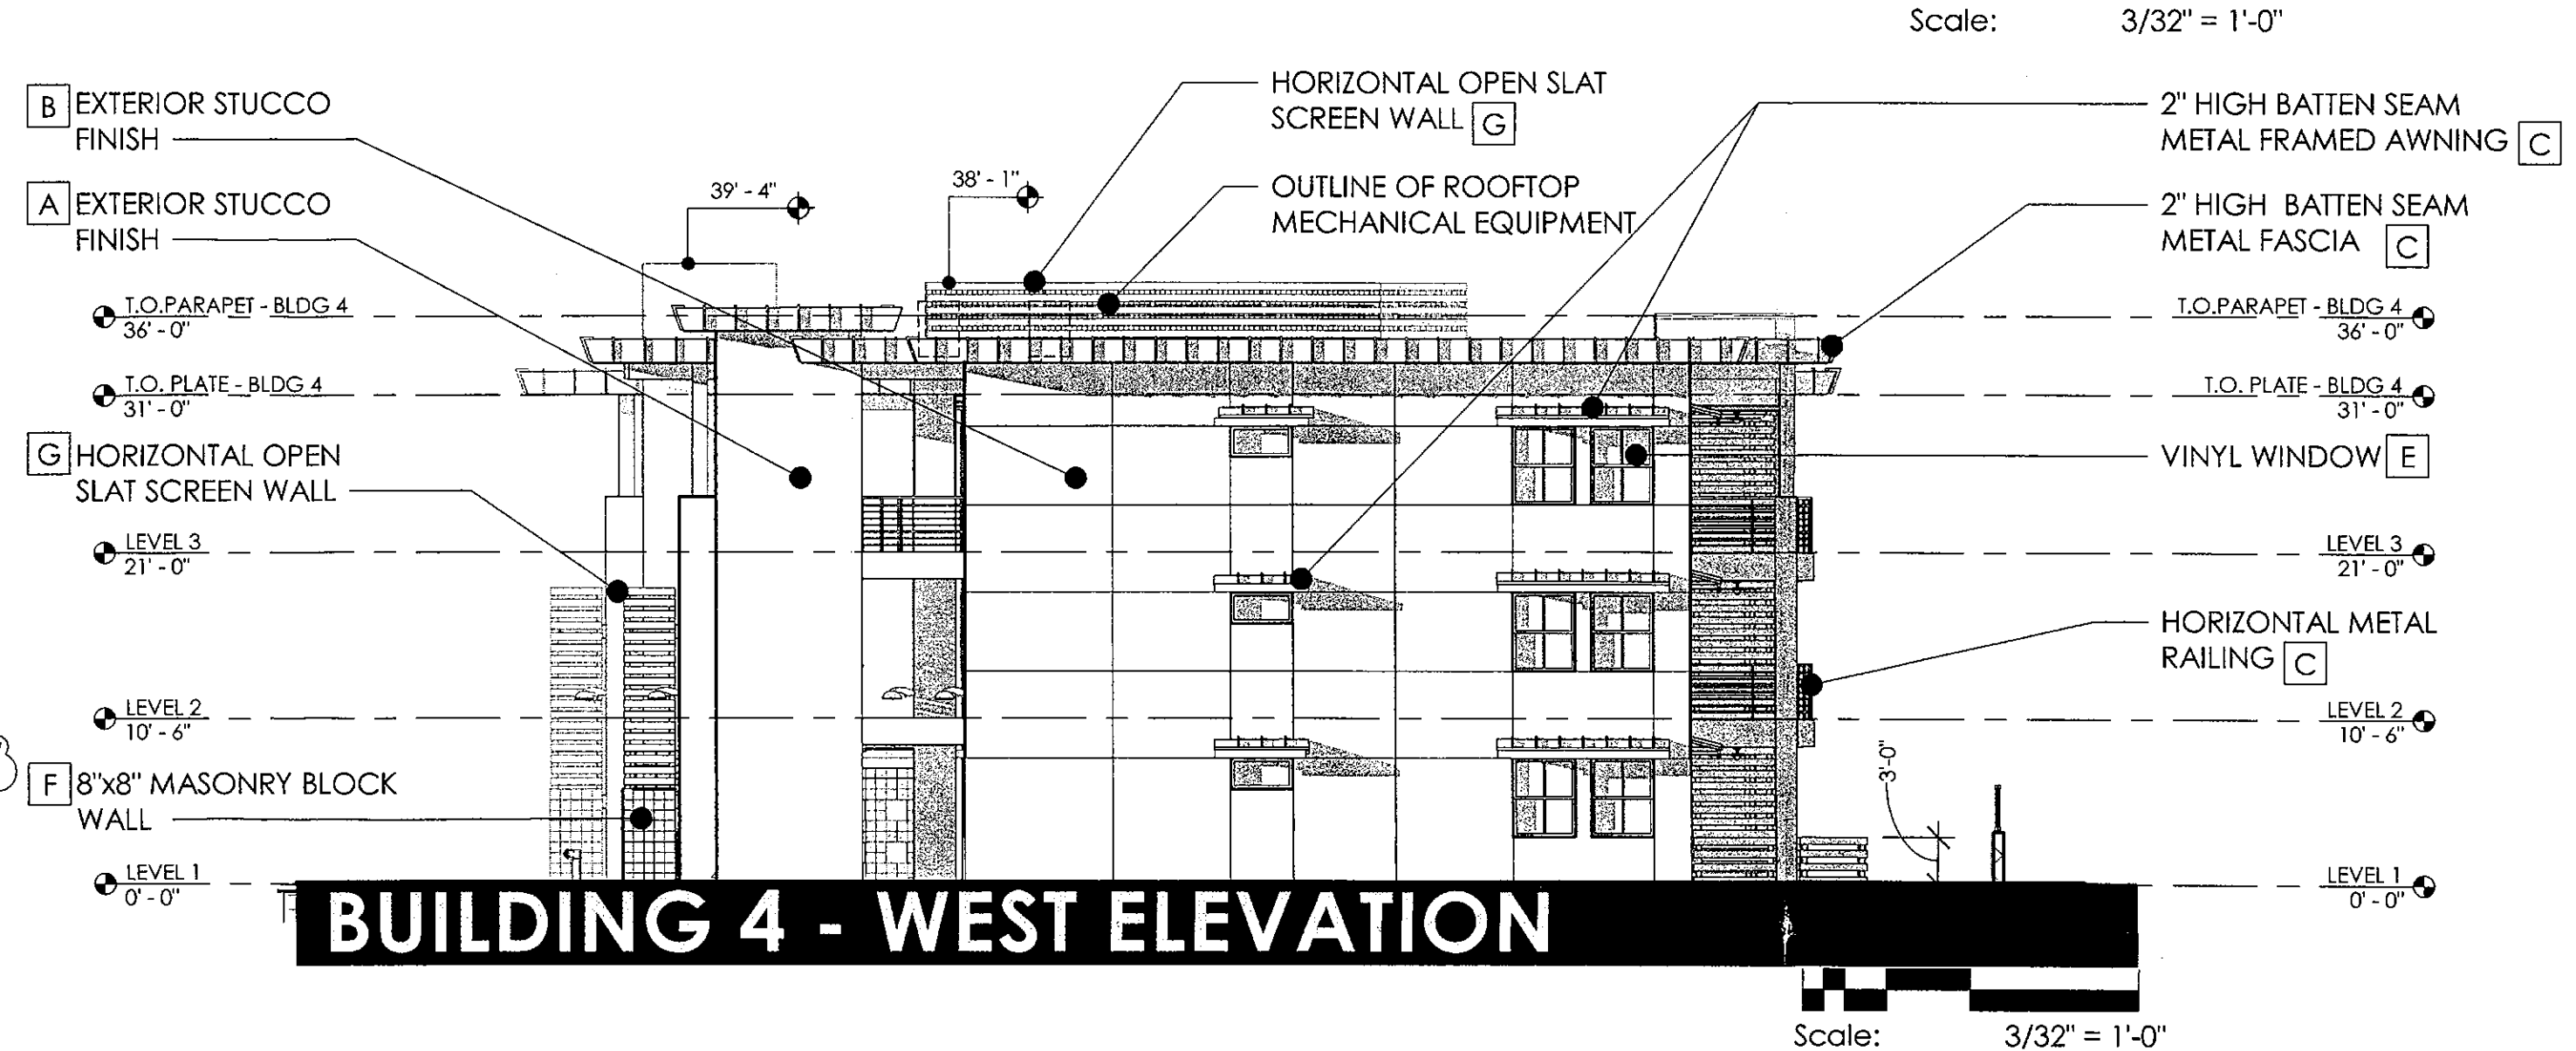 Scale: 3/32" = 1'-0"
B EXTERIOR STUCCO
FINISH
A EXTERIOR STUCCO
FINISH
HORIZONTAL OPEN SLAT
SCREEN WALL G
OUTLINE OF ROOFTOP
MECHANICAL EQUIPMENT
2" HIGH BATTEN SEAM
METAL FRAMED AWNING C
2" HIGH BATTEN SEAM
METAL FASCIA C
39' - 4"
38' - 1"
T.O.PARAPET - BLDG 4
36' - 0"
T.O.PARAPET - BLDG 4
36' - 0"
T.O. PLATE - BLDG 4
31' - 0"
T.O. PLATE - BLDG 4
31' - 0"
G HORIZONTAL OPEN
SLAT SCREEN WALL
VINYL WINDOW E
LEVEL 3
21' - 0"
LEVEL 3
21' - 0"
HORIZONTAL METAL
RAILING C
LEVEL 2
10' - 6"
LEVEL 2
10' - 6"
F 8"x8" MASONRY BLOCK
WALL
3'-0"
LEVEL 1
0' - 0"
LEVEL 1
0' - 0"
BUILDING 4 - WEST ELEVATION
Scale: 3/32" = 1'-0"